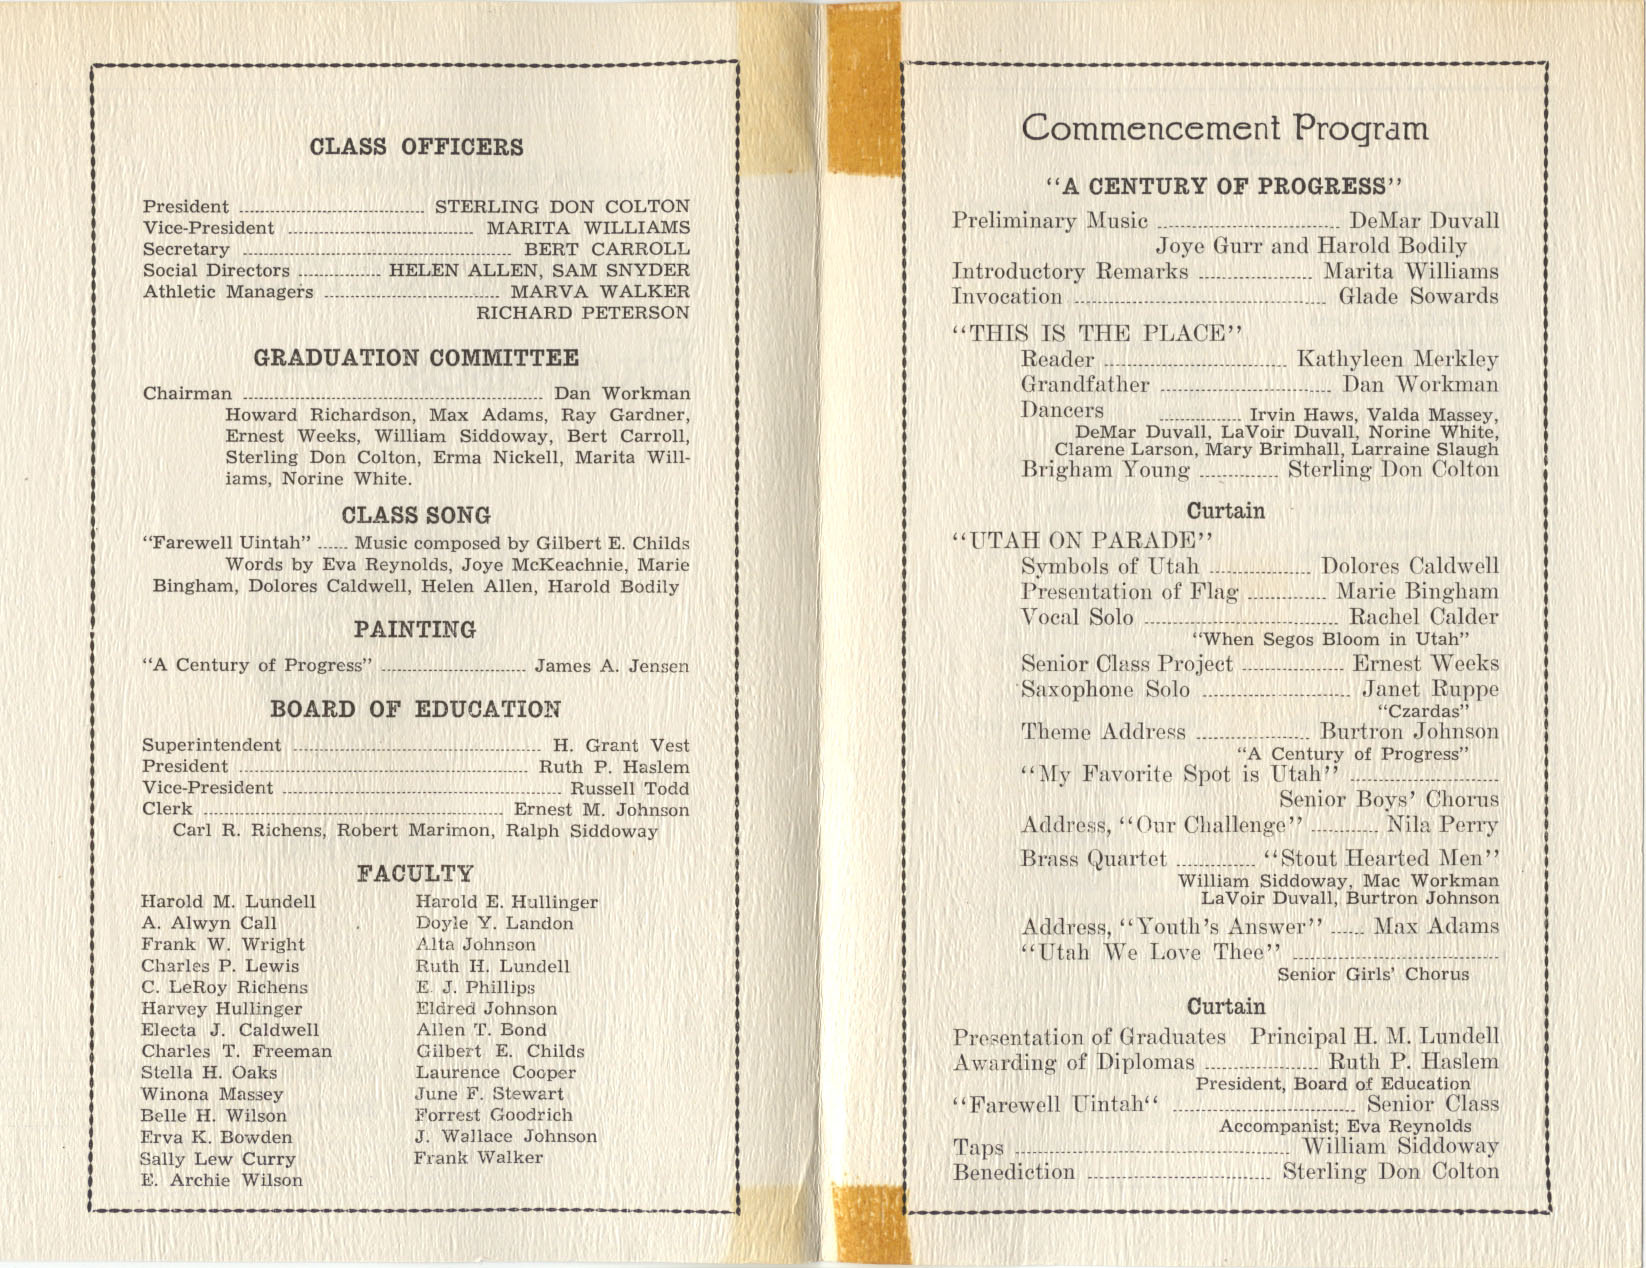 CLASS OFFICERS
President ........ STERLING DON COLTON
Vice-President ........ MARITA WILLIAMS
Secretary ........ BERT CARROLL
Social Directors ........ HELEN ALLEN, SAM SNYDER
Athletic Managers ........ MARVA WALKER
RICHARD PETERSON
GRADUATION COMMITTEE
Chairman ........ Dan Workman
Howard Richardson, Max Adams, Ray Gardner,
Ernest Weeks, William Siddoway, Bert Carroll,
Sterling Don Colton, Erma Nickell, Marita Will-
iams, Norine White.
CLASS SONG
"Farewell Uintah" ...... Music composed by Gilbert E. Childs
Words by Eva Reynolds, Joye McKeachnie, Marie
Bingham, Dolores Caldwell, Helen Allen, Harold Bodily
PAINTING
"A Century of Progress" ........ James A. Jensen
BOARD OF EDUCATION
Superintendent ........ H. Grant Vest
President ........ Ruth P. Haslem
Vice-President ........ Russell Todd
Clerk ........ Ernest M. Johnson
Carl R. Richens, Robert Marimon, Ralph Siddoway
FACULTY
Harold M. Lundell
A. Alwyn Call
Frank W. Wright
Charles P. Lewis
C. LeRoy Richens
Harvey Hullinger
Electa J. Caldwell
Charles T. Freeman
Stella H. Oaks
Winona Massey
Belle H. Wilson
Erva K. Bowden
Sally Lew Curry
E. Archie Wilson
Harold E. Hullinger
Doyle Y. Landon
Alta Johnson
Ruth H. Lundell
E. J. Phillips
Eldred Johnson
Allen T. Bond
Gilbert E. Childs
Laurence Cooper
June F. Stewart
Forrest Goodrich
J. Wallace Johnson
Frank Walker
Commencement Program
"A CENTURY OF PROGRESS"
Preliminary Music ........ DeMar Duvall
Joye Gurr and Harold Bodily
Introductory Remarks ........ Marita Williams
Invocation ........ Glade Sowards
"THIS IS THE PLACE"
Reader ........ Kathyleen Merkley
Grandfather ........ Dan Workman
Dancers ........ Irvin Haws, Valda Massey,
DeMar Duvall, LaVoir Duvall, Norine White,
Clarene Larson, Mary Brimhall, Larraine Slaugh
Brigham Young ........ Sterling Don Colton
Curtain
"UTAH ON PARADE"
Symbols of Utah ........ Dolores Caldwell
Presentation of Flag ........ Marie Bingham
Vocal Solo ........ Rachel Calder
"When Segos Bloom in Utah"
Senior Class Project ........ Ernest Weeks
Saxophone Solo ........ Janet Ruppe
"Czardas"
Theme Address ........ Burtron Johnson
"A Century of Progress"
"My Favorite Spot is Utah" ........
Senior Boys' Chorus
Address, "Our Challenge" ........ Nila Perry
Brass Quartet ........ "Stout Hearted Men"
William Siddoway, Mac Workman
LaVoir Duvall, Burtron Johnson
Address, "Youth's Answer" ...... Max Adams
"Utah We Love Thee" ........
Senior Girls' Chorus
Curtain
Presentation of Graduates Principal H. M. Lundell
Awarding of Diplomas ........ Ruth P. Haslem
President, Board of Education
"Farewell Uintah" ........ Senior Class
Accompanist; Eva Reynolds
Taps ........ William Siddoway
Benediction ........ Sterling Don Colton